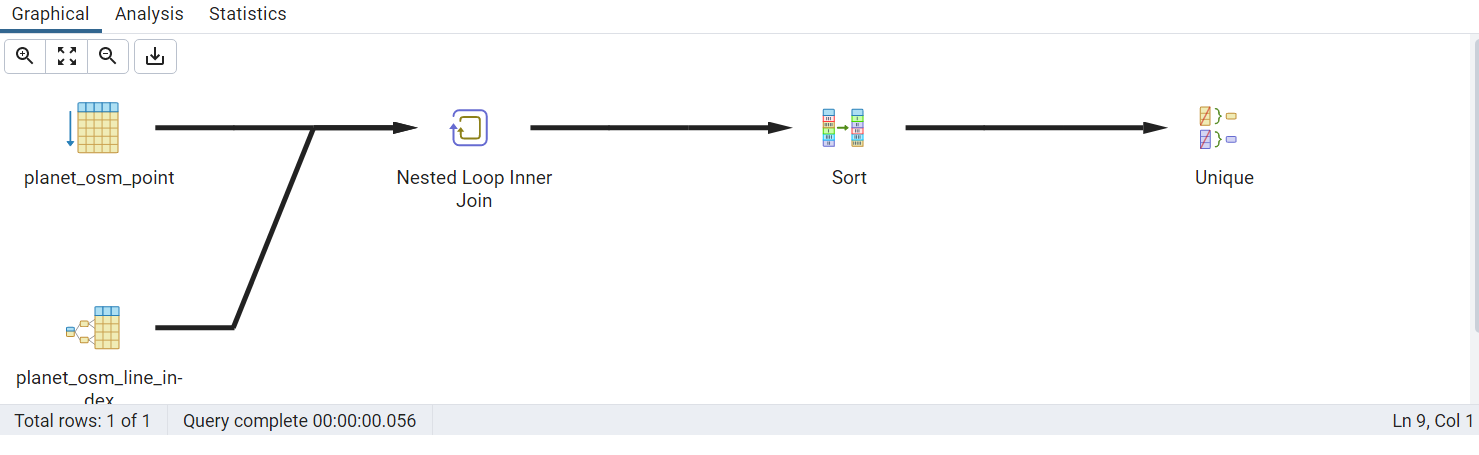 Graphical Analysis Statistics
planet_osm_point
Nested Loop Inner
Join
Sort
Unique
planet_osm_line_in-
dex
Total rows: 1 of 1 Query complete 00:00:00.056 Ln 9, Col 1